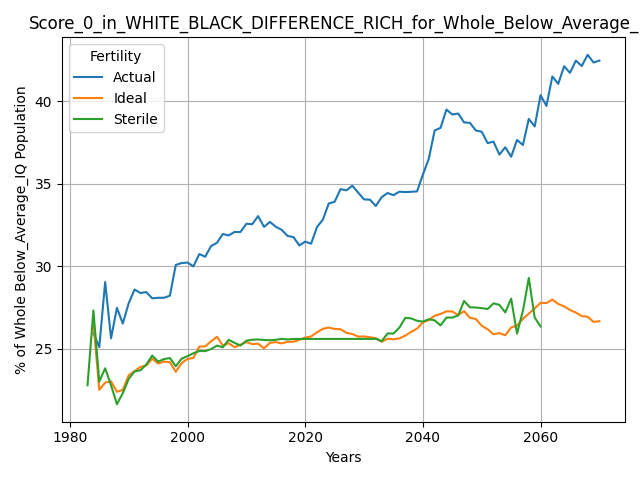 Score_0_in_WHITE_BLACK_DIFFERENCE_RICH_for_Whole_Below_Average_
Fertility
Actual
Ideal
Sterile
% of Whole Below_Average_IQ Population
40
35
30
25
1980
2000
2020
2040
2060
Years